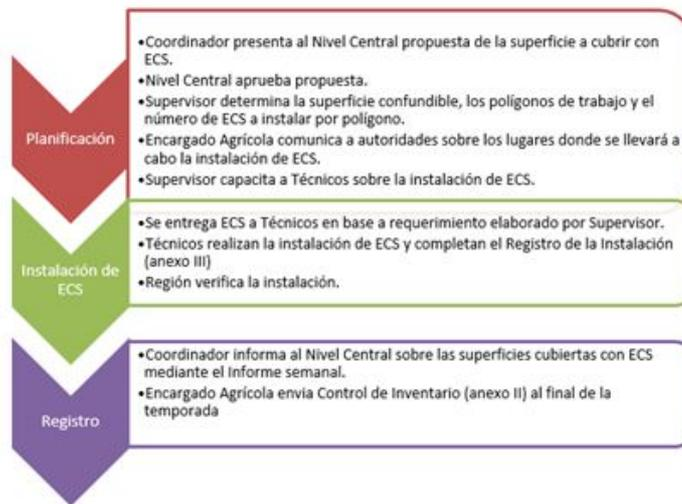 Planificación
•Coordinador presenta al Nivel Central propuesta de la superficie a cubrir con
ECS.
•Nivel Central aprueba propuesta.
•Supervisor determina la superficie confundible, los polígonos de trabajo y el
número de ECS a instalar por polígono.
•Encargado Agrícola comunica a autoridades sobre los lugares donde se llevará a
cabo la instalación de ECS.
•Supervisor capacita a Técnicos sobre la instalación de ECS.
Instalación de
ECS
•Se entrega ECS a Técnicos en base a requerimiento elaborado por Supervisor.
•Técnicos realizan la instalación de ECS y completan el Registro de la Instalación
(anexo III)
•Región verifica la instalación.
Registro
•Coordinador informa al Nivel Central sobre las superficies cubiertas con ECS
mediante el Informe semanal.
•Encargado Agrícola envia Control de Inventario (anexo II) al final de la
temporada